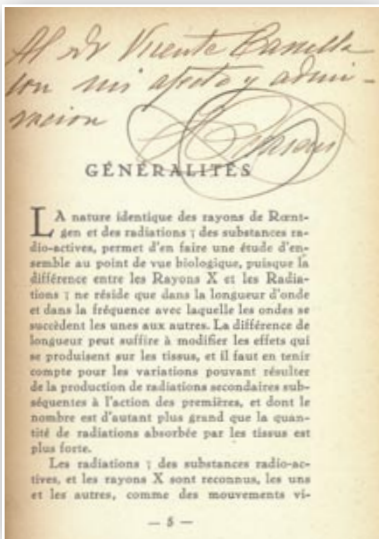 Al Dr Vicente
con mi afecto y admi-
racion
GÉNÉRALITÉS
LA nature identique des rayons de Rœnt-
gen et des radiations γ des substances ra-
dio-actives, permet d'en faire une étude d'en-
semble au point de vue biologique, puisque la
différence entre les Rayons X et les Radia-
tions γ ne réside que dans la longueur d'onde
et dans la fréquence avec laquelle les ondes se
succèdent les unes aux autres. La différence de
longueur peut suffire à modifier les effets qui
se produisent sur les tissus, et il faut en tenir
compte pour les variations pouvant résulter
de la production de radiations secondaires sub-
séquentes à l'action des premières, et dont le
nombre est d'autant plus grand que la quan-
tité de radiations absorbée par les tissus est
plus forte.
Les radiations γ des substances radio-ac-
tives, et les rayons X sont reconnus, les uns
et les autres, comme des mouvements vi-
— 5 —